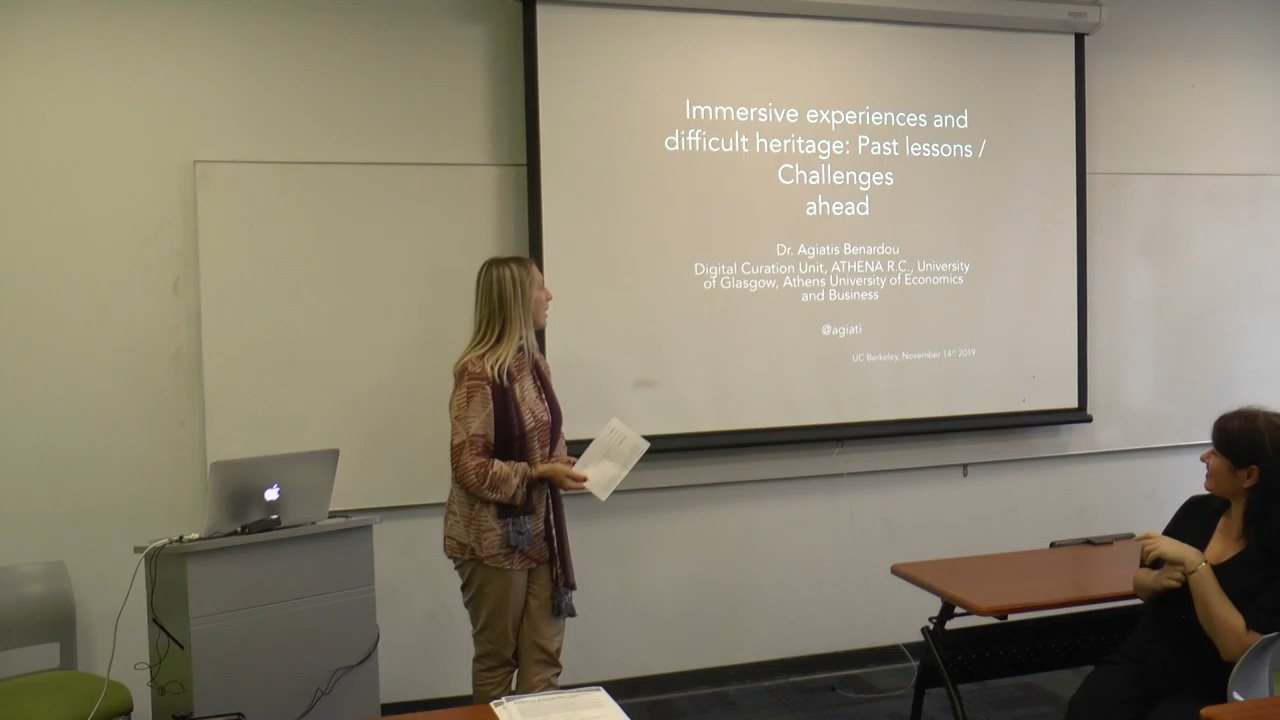 Immersive experiences and
difficult heritage: Past lessons /
Challenges
ahead
Dr. Agiatis Benardou
Digital Curation Unit, ATHENA R.C., University
of Glasgow, Athens University of Economics
and Business
@agiati
UC Berkeley, November 14th 2019